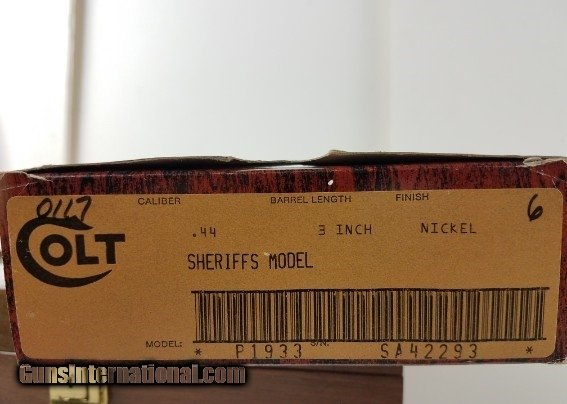 0117
COLT
CALIBER BARREL LENGTH FINISH 6
.44 3 INCH NICKEL
SHERIFFS MODEL
MODEL: S/N:
* P1933 SA42293 *
GunsInternational.com